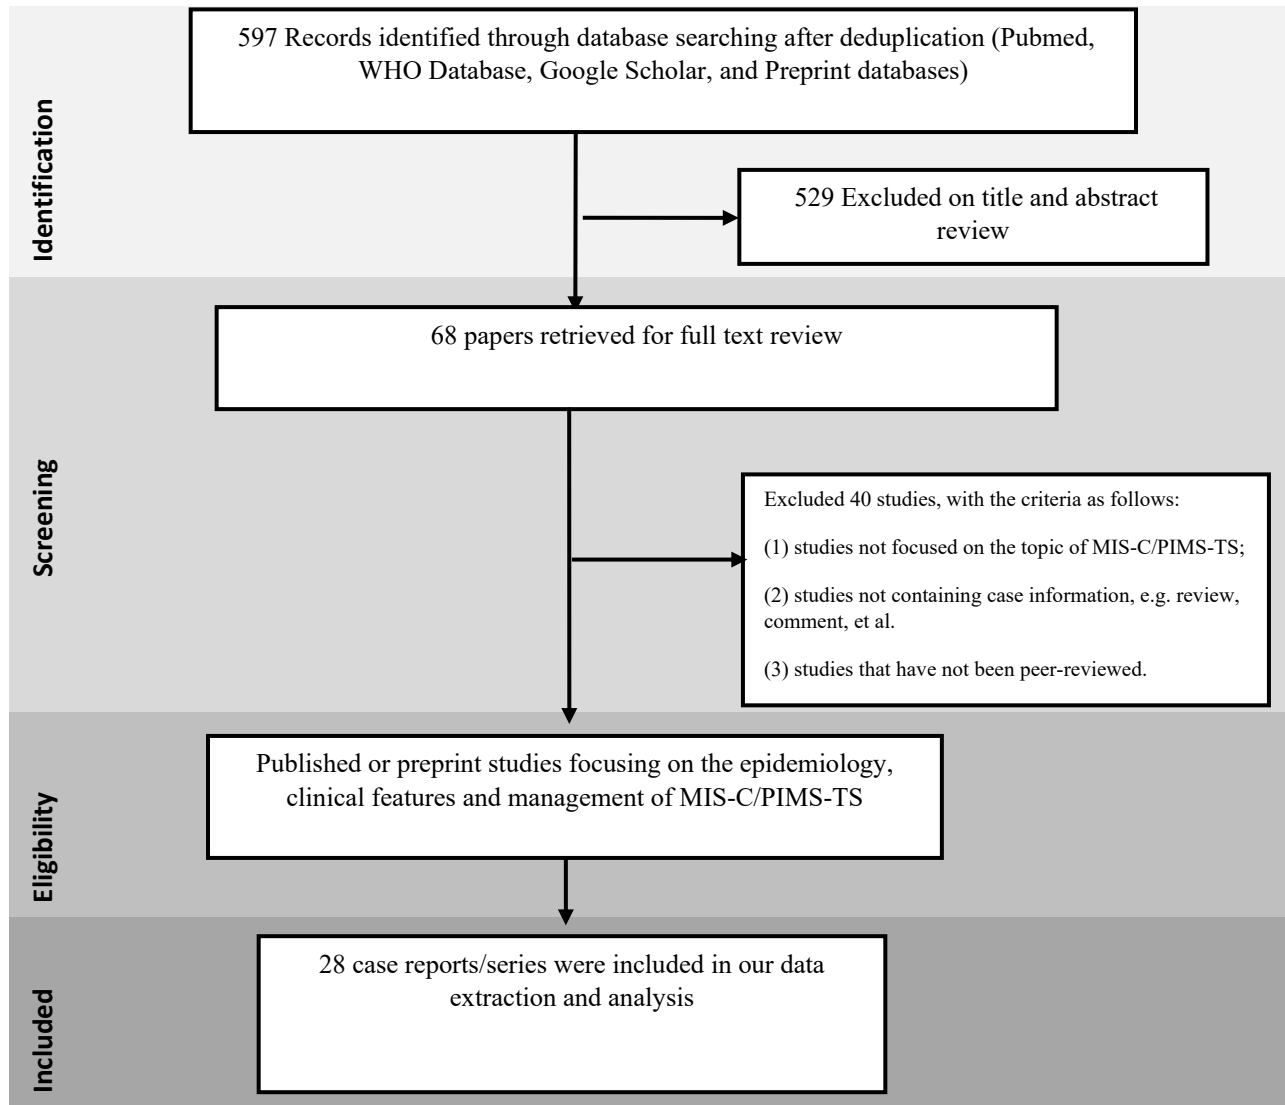 Identification
597 Records identified through database searching after deduplication (Pubmed,
WHO Database, Google Scholar, and Preprint databases)
529 Excluded on title and abstract
review
Screening
68 papers retrieved for full text review
Excluded 40 studies, with the criteria as follows:
(1) studies not focused on the topic of MIS-C/PIMS-TS;
(2) studies not containing case information, e.g. review,
comment, et al.
(3) studies that have not been peer-reviewed.
Eligibility
Published or preprint studies focusing on the epidemiology,
clinical features and management of MIS-C/PIMS-TS
Included
28 case reports/series were included in our data
extraction and analysis